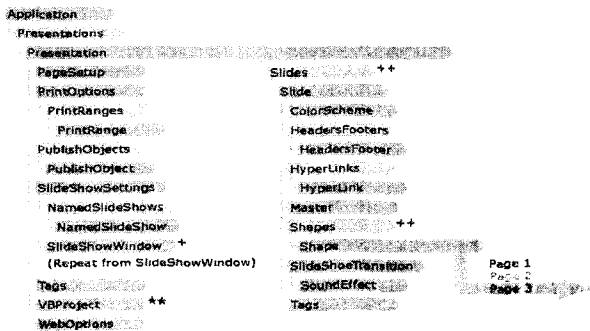 Application
Presentations
Presentation
PageSetup
PrintOptions
PrintRanges
PrintRange
PublishObjects
PublishObject
SlideShowSettings
NamedSlideShows
NamedSlideShow
SlideShowWindow +
(Repeat from SlideShowWindow)
Tags
VBProject **
WebOptions
Slides ++
Slide
ColorScheme
HeadersFooters
HeadersFooter
HyperLinks
HyperLink
Master
Shapes ++
Shape
SlideShoeTransition
SoundEffect
Tags
Page 1
Page 2
Page 3